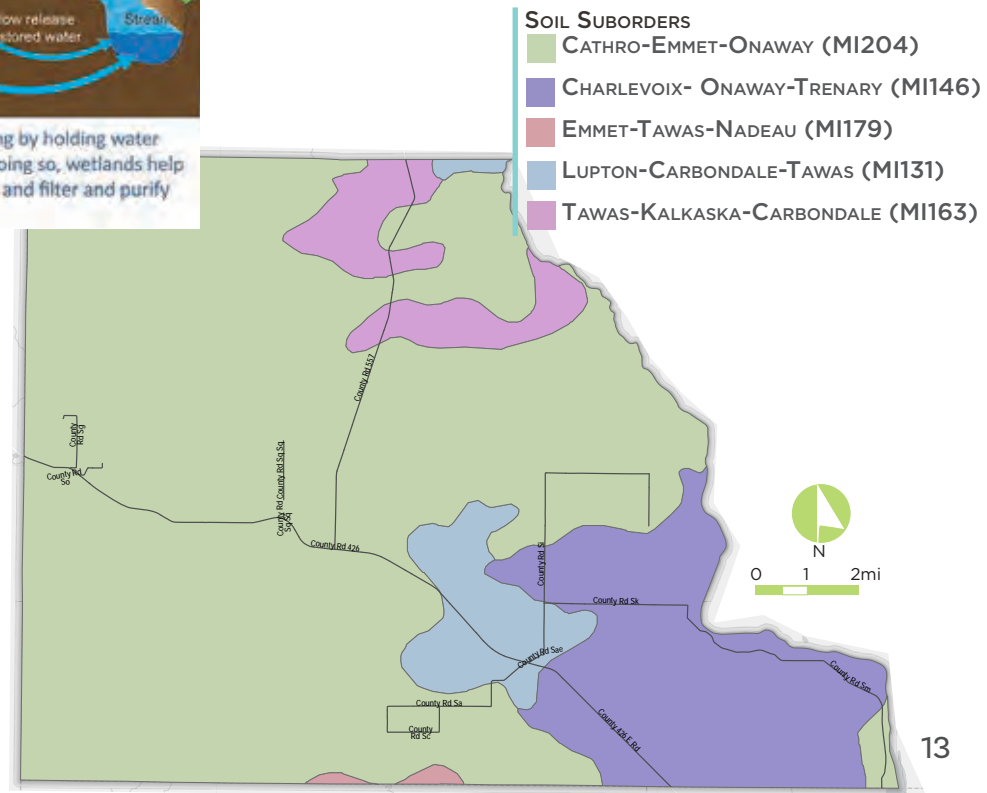 low release
stored water
Stream
ng by holding water
oing so, wetlands help
and filter and purify
SOIL SUBORDERS
CATHRO-EMMET-ONAWAY (MI204)
CHARLEVOIX- ONAWAY-TRENARY (MI146)
EMMET-TAWAS-NADEAU (MI179)
LUPTON-CARBONDALE-TAWAS (MI131)
TAWAS-KALKASKA-CARBONDALE (MI163)
County Rd 557
County
Rd Sg
County Rd
So
County Rd County Rd Sq Sq
Sq Sq
County Rd 426
County Rd Si
County Rd Sk
County Rd Sae
County Rd Sm
County Rd Sa
County
Rd Sc
County 426 E Rd
N
0 1 2mi
13